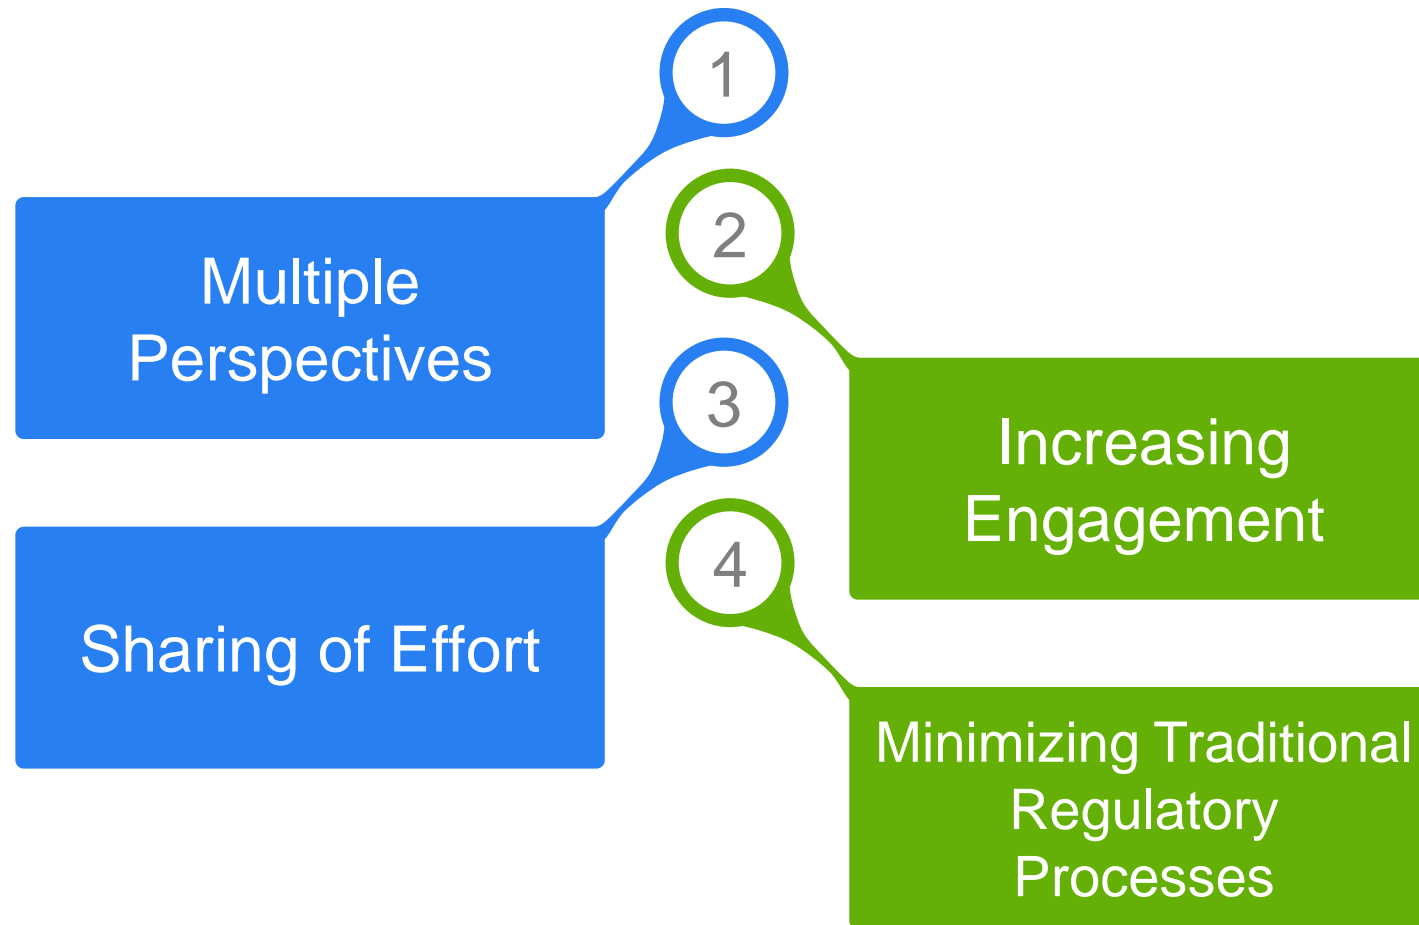 1
Multiple
Perspectives
2
Increasing
Engagement
3
Sharing of Effort
4
Minimizing Traditional
Regulatory
Processes